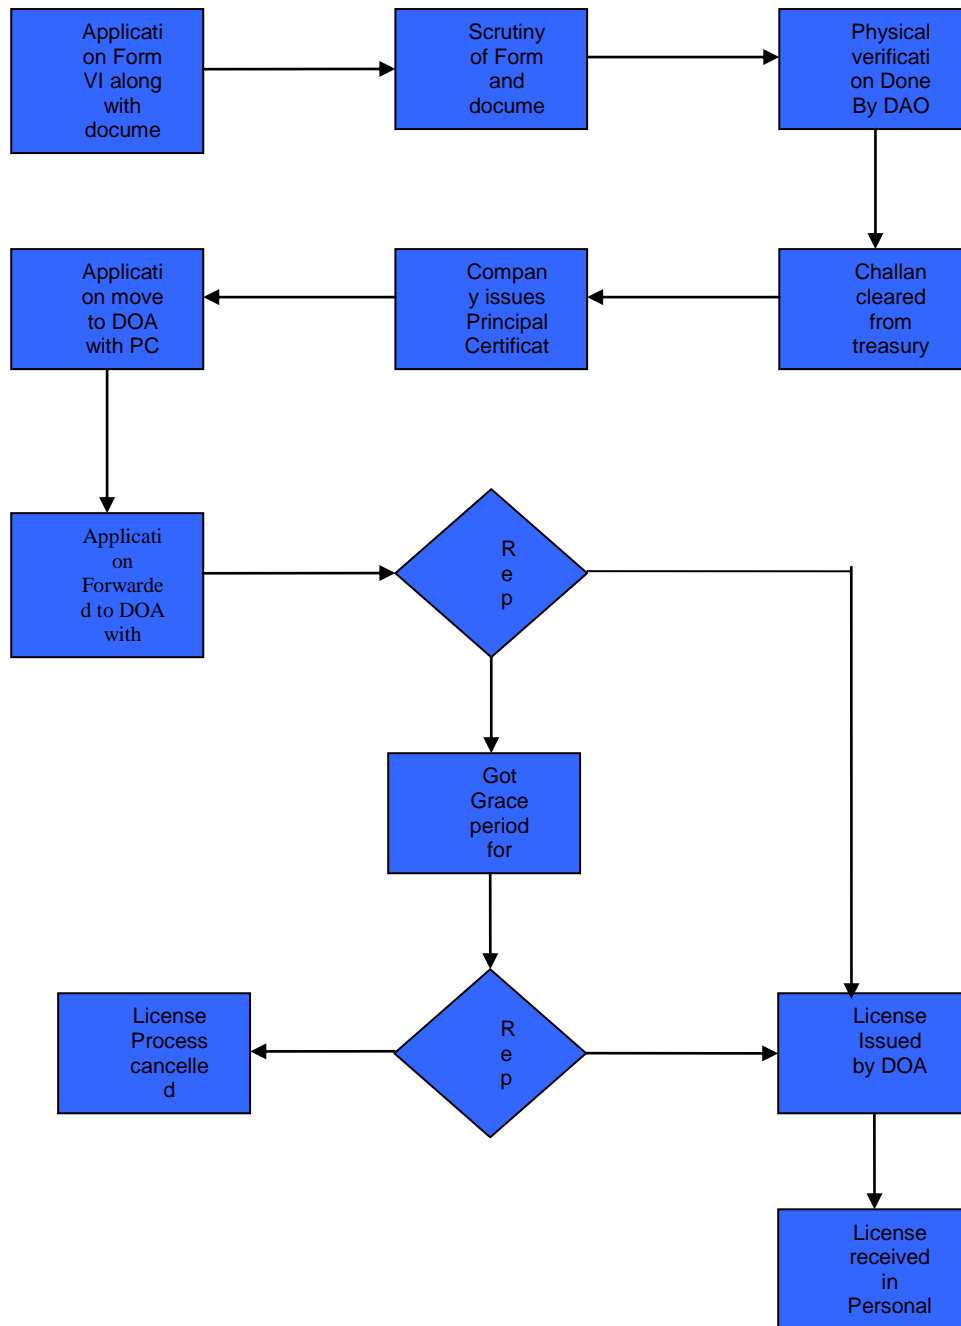 Applicati
on Form
VI along
with
docume
Scrutiny
of Form
and
docume
Physical
verificati
on Done
By DAO
Applicati
on move
to DOA
with PC
Compan
y issues
Principal
Certificat
Challan
cleared
from
treasury
Applicati
on
Forwarde
d to DOA
with
R
e
p
Got
Grace
period
for
License
Process
cancelle
d
R
e
p
License
Issued
by DOA
License
received
in
Personal